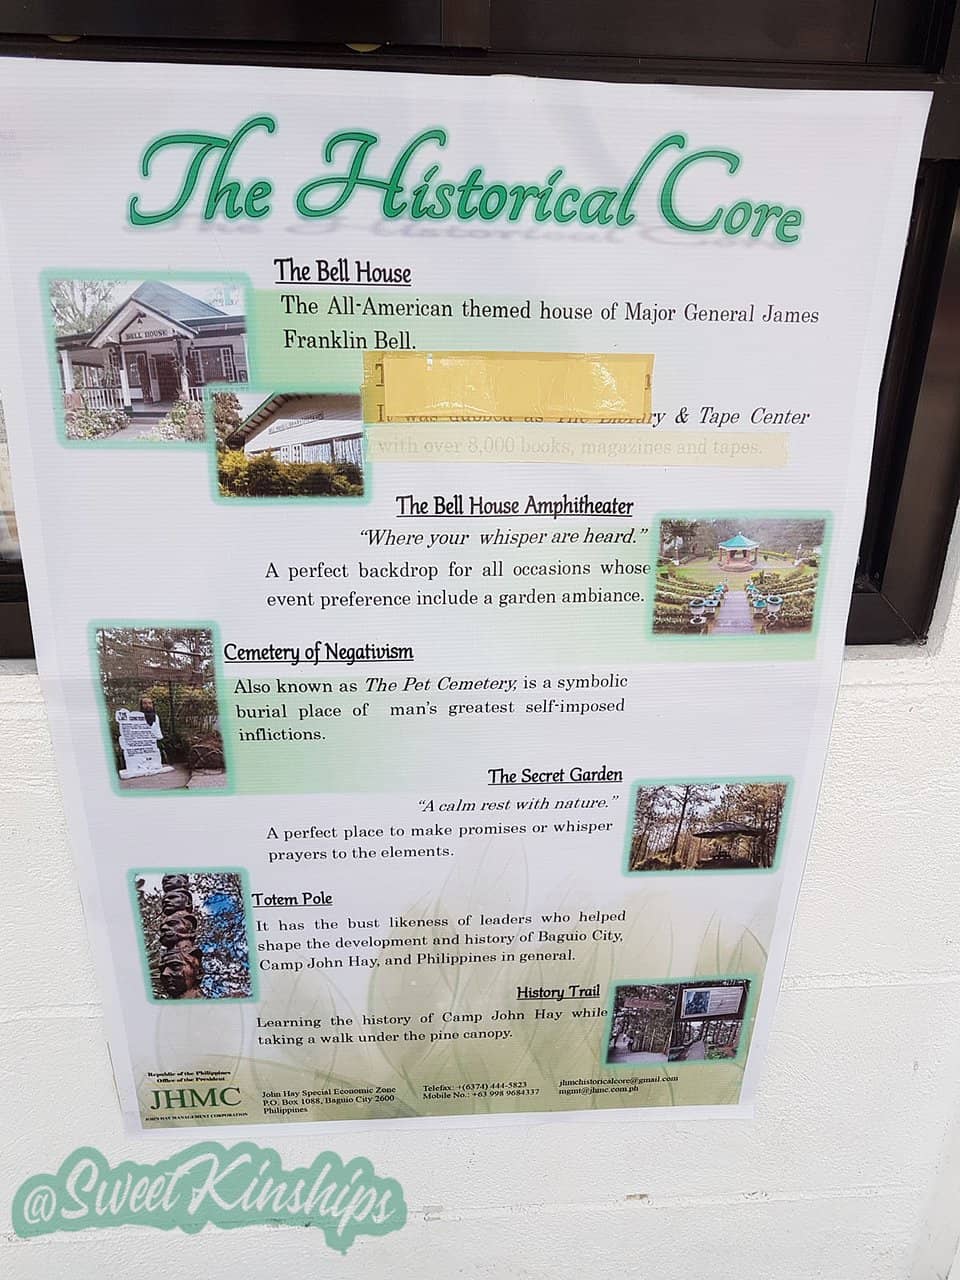 The Historical Core
The Bell House
BELL HOUSE
The All-American themed house of Major General James
Franklin Bell.
It was dubbed as The Library & Tape Center
with over 8,000 books, magazines and tapes.
The Bell House Amphitheater
"Where your whisper are heard."
A perfect backdrop for all occasions whose
event preference include a garden ambiance.
Cemetery of Negativism
Also known as The Pet Cemetery, is a symbolic
burial place of man's greatest self-imposed
inflictions.
The Secret Garden
"A calm rest with nature."
A perfect place to make promises or whisper
prayers to the elements.
Totem Pole
It has the bust likeness of leaders who helped
shape the development and history of Baguio City,
Camp John Hay, and Philippines in general.
History Trail
Learning the history of Camp John Hay while
taking a walk under the pine canopy.
Republic of the Philippines
Office of the President
JHMC
JOHN HAY MANAGEMENT CORPORATION
John Hay Special Economic Zone
P.O. Box 1088, Baguio City 2600
Philippines
Telefax: +(6374) 444-5823
Mobile No.: +63 998 9684337
jhmchistoricalcore@gmail.com
mgmt@jhmc.com.ph
@SweetKinships